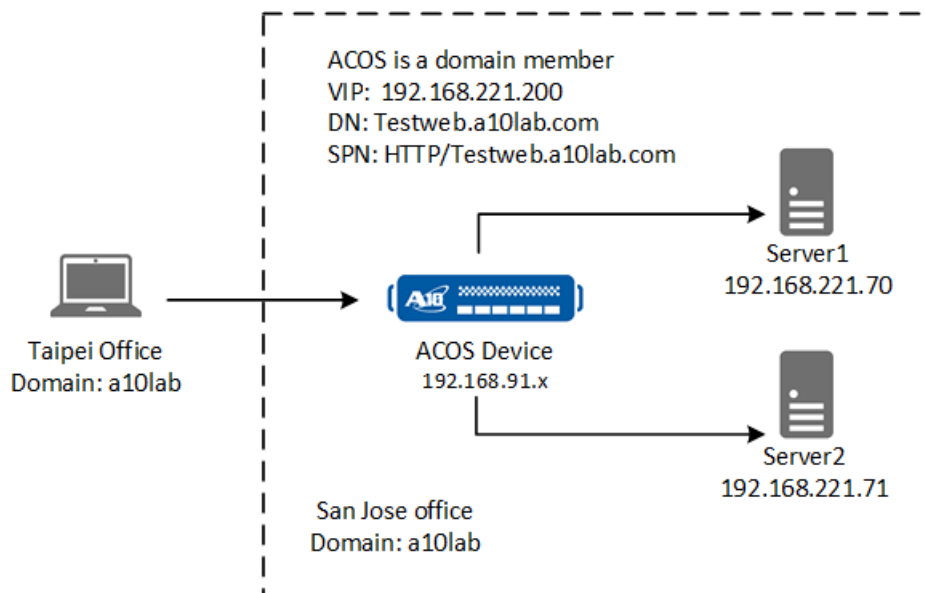 ACOS is a domain member
VIP: 192.168.221.200
DN: Testweb.a10lab.com
SPN: HTTP/Testweb.a10lab.com
Server1
192.168.221.70
A10
Taipei Office
Domain: a10lab
ACOS Device
192.168.91.x
Server2
192.168.221.71
San Jose office
Domain: a10lab